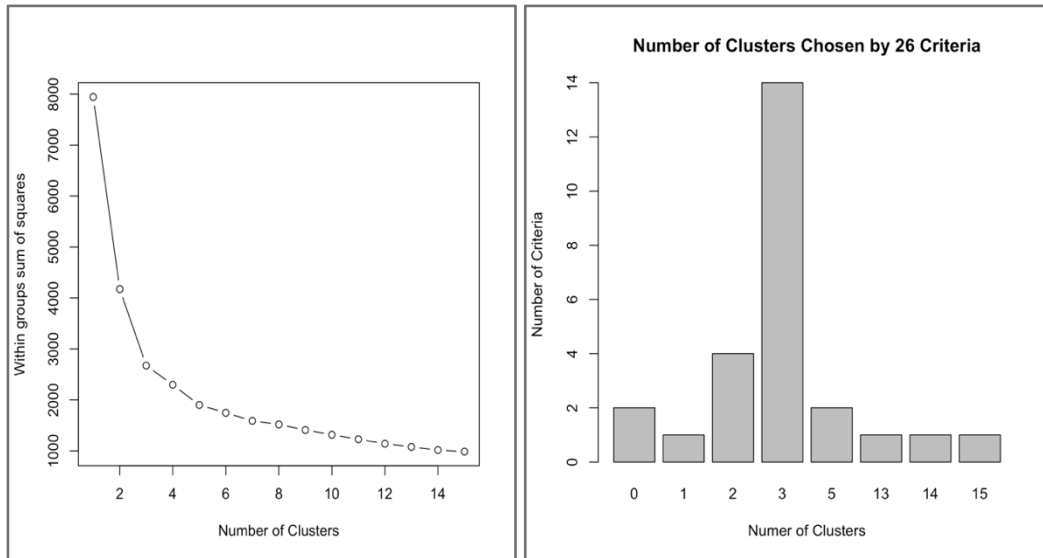 Within groups sum of squares
8000
7000
6000
5000
4000
3000
2000
1000
2 4 6 8 10 12 14
Number of Clusters
Number of Clusters Chosen by 26 Criteria
Number of Criteria
14
12
10
8
6
4
2
0
0 1 2 3 5 13 14 15
Numer of Clusters